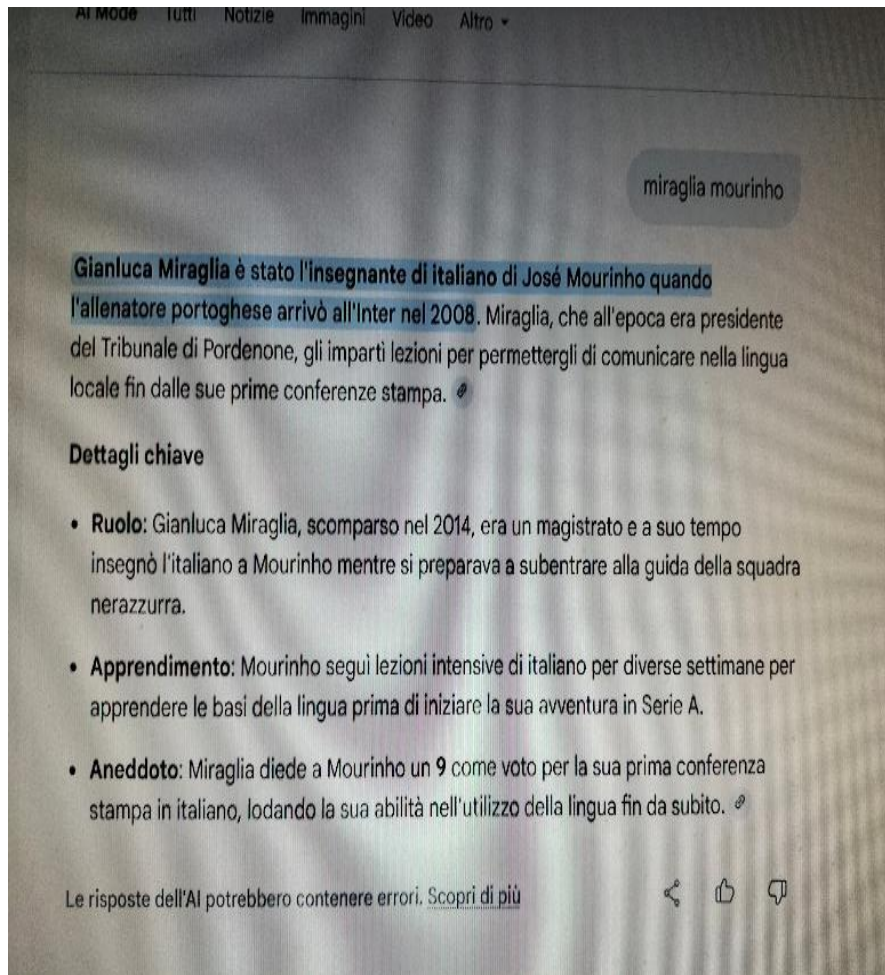 AI Mode Tutti Notizie Immagini Video Altro
miraglia mourinho
Gianluca Miraglia è stato l'insegnante di italiano di José Mourinho quando
l'allenatore portoghese arrivò all'Inter nel 2008. Miraglia, che all'epoca era presidente
del Tribunale di Pordenone, gli impartì lezioni per permettergli di comunicare nella lingua
locale fin dalle sue prime conferenze stampa.
Dettagli chiave
• Ruolo: Gianluca Miraglia, scomparso nel 2014, era un magistrato e a suo tempo
insegnò l'italiano a Mourinho mentre si preparava a subentrare alla guida della squadra
nerazzurra.
• Apprendimento: Mourinho seguì lezioni intensive di italiano per diverse settimane per
apprendere le basi della lingua prima di iniziare la sua avventura in Serie A.
• Aneddoto: Miraglia diede a Mourinho un 9 come voto per la sua prima conferenza
stampa in italiano, lodando la sua abilità nell'utilizzo della lingua fin da subito.
Le risposte dell'AI potrebbero contenere errori. Scopri di più